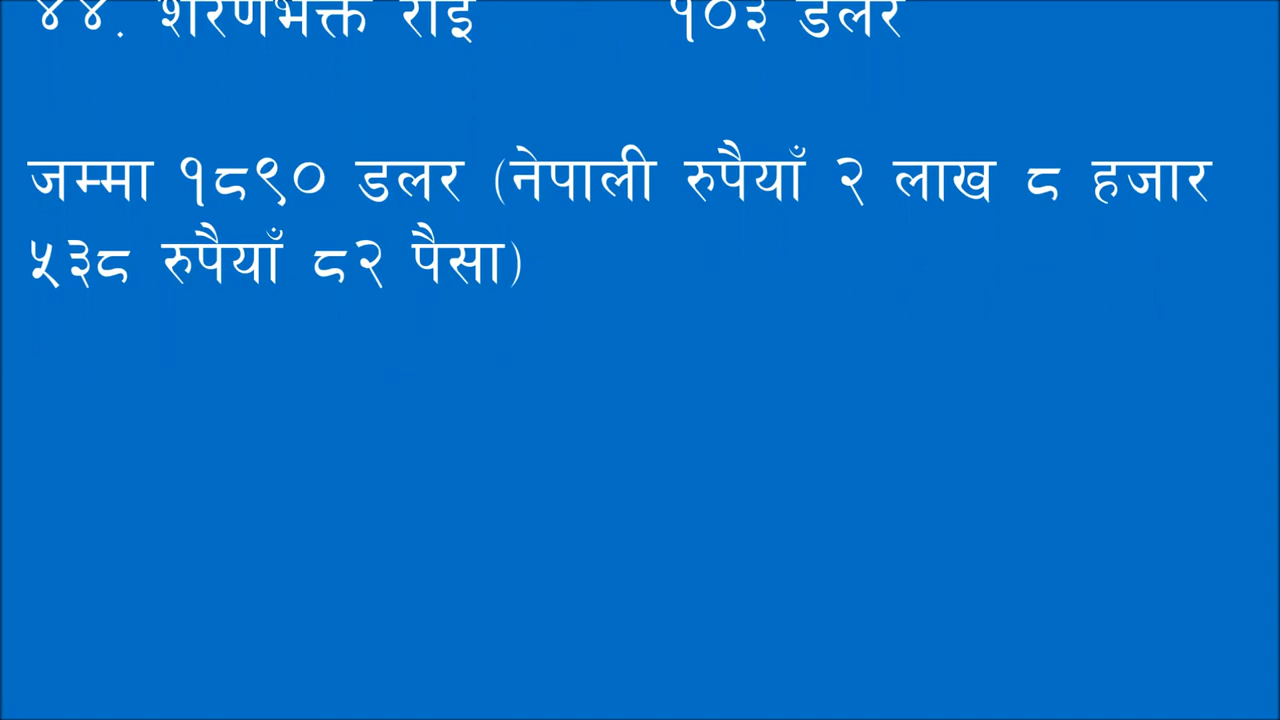 ४४. शरणभक्त राई १०३ डलर
जम्मा १८९० डलर (नेपाली रुपैयाँ २ लाख ८ हजार
५३८ रुपैयाँ ८२ पैसा)